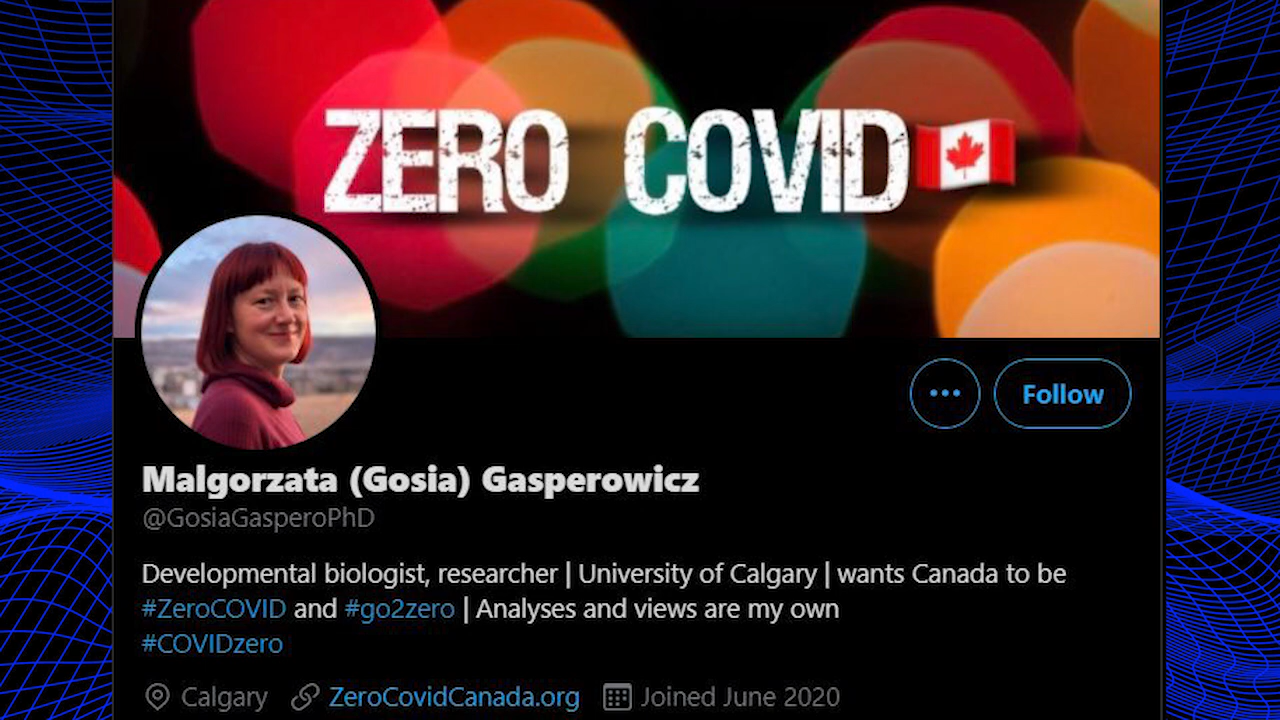 ZERO COVID
Follow
Malgorzata (Gosia) Gasperowicz
@GosiaGasperoPhD
Developmental biologist, researcher | University of Calgary | wants Canada to be
#ZeroCOVID and #go2zero | Analyses and views are my own
#COVIDzero
Calgary ZeroCovidCanada.org Joined June 2020